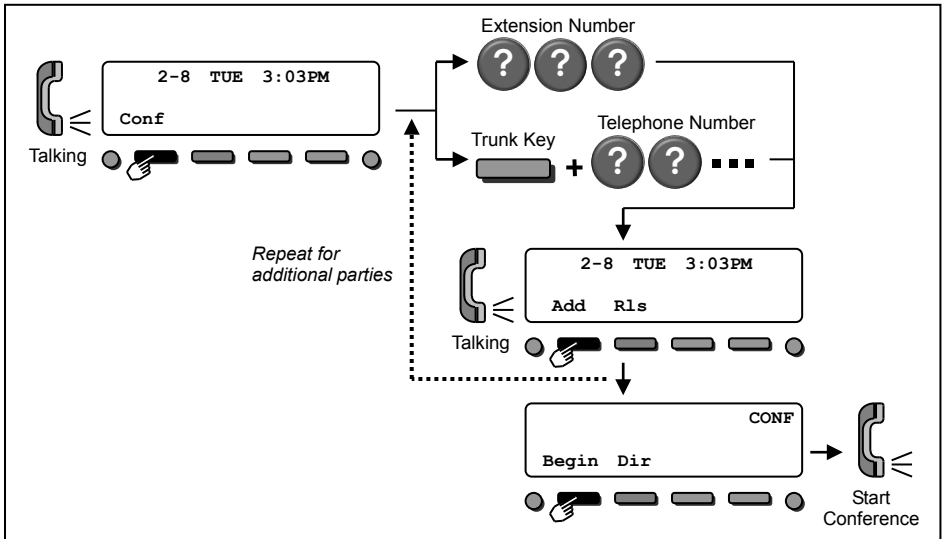 Extension Number
? ? ?
2-8 TUE 3:03PM
Conf
Talking
Trunk Key
Telephone Number
+ ? ? ...
Repeat for
additional parties
2-8 TUE 3:03PM
Add Rls
Talking
CONF
Begin Dir
Start
Conference